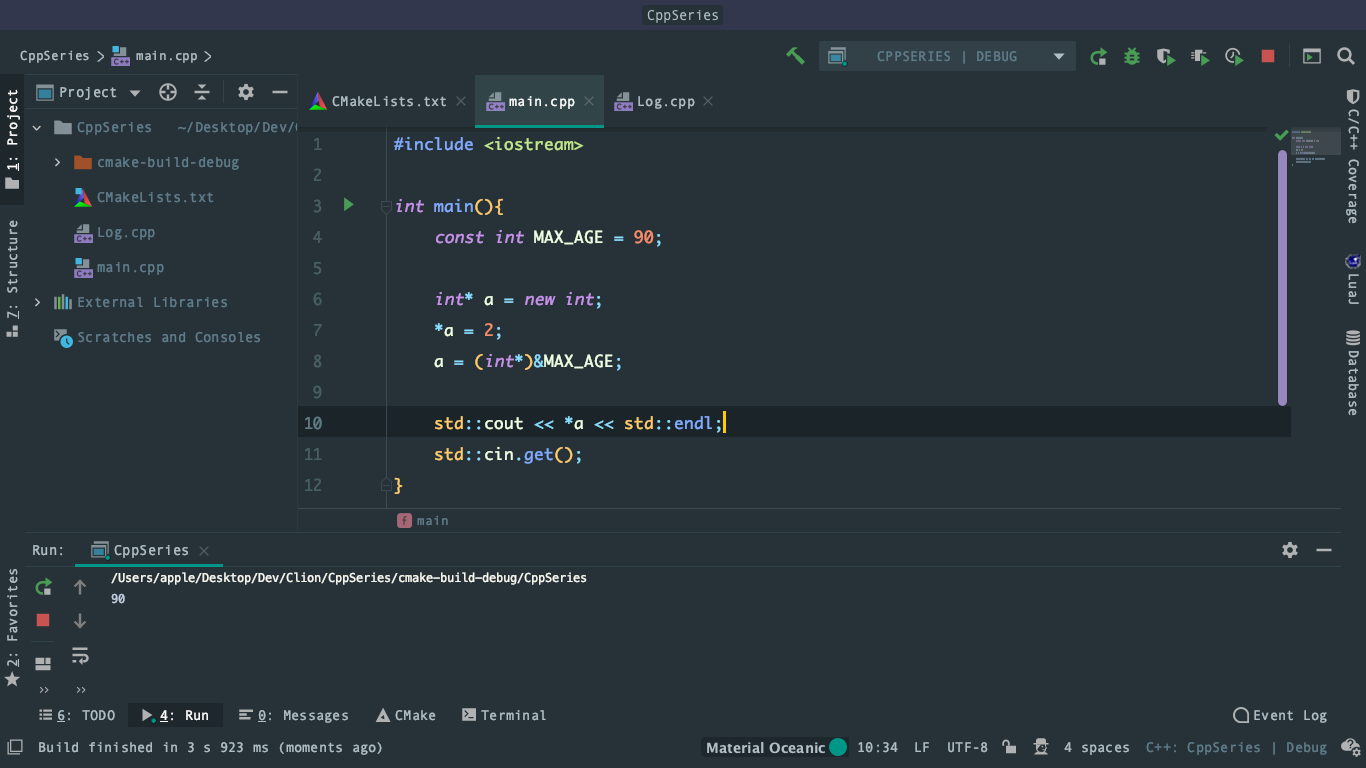 CppSeries
CppSeries > main.cpp >
CPPSERIES | DEBUG
1: Project
Project
CMakeLists.txt
main.cpp
Log.cpp
CppSeries ~/Desktop/Dev/
cmake-build-debug
CMakeLists.txt
Log.cpp
main.cpp
External Libraries
Scratches and Consoles
Z: Structure
2: Favorites
1 #include <iostream>
2
3 int main(){
4 const int MAX_AGE = 90;
5
6 int* a = new int;
7 *a = 2;
8 a = (int*)&MAX_AGE;
9
10 std::cout << *a << std::endl;
11 std::cin.get();
12 }
main
C/C++ Coverage
LuaJ
Database
Run: CppSeries
/Users/apple/Desktop/Dev/Clion/CppSeries/cmake-build-debug/CppSeries
90
6: TODO 4: Run 0: Messages CMake Terminal Event Log
Build finished in 3 s 923 ms (moments ago) Material Oceanic 10:34 LF UTF-8 4 spaces C++: CppSeries | Debug